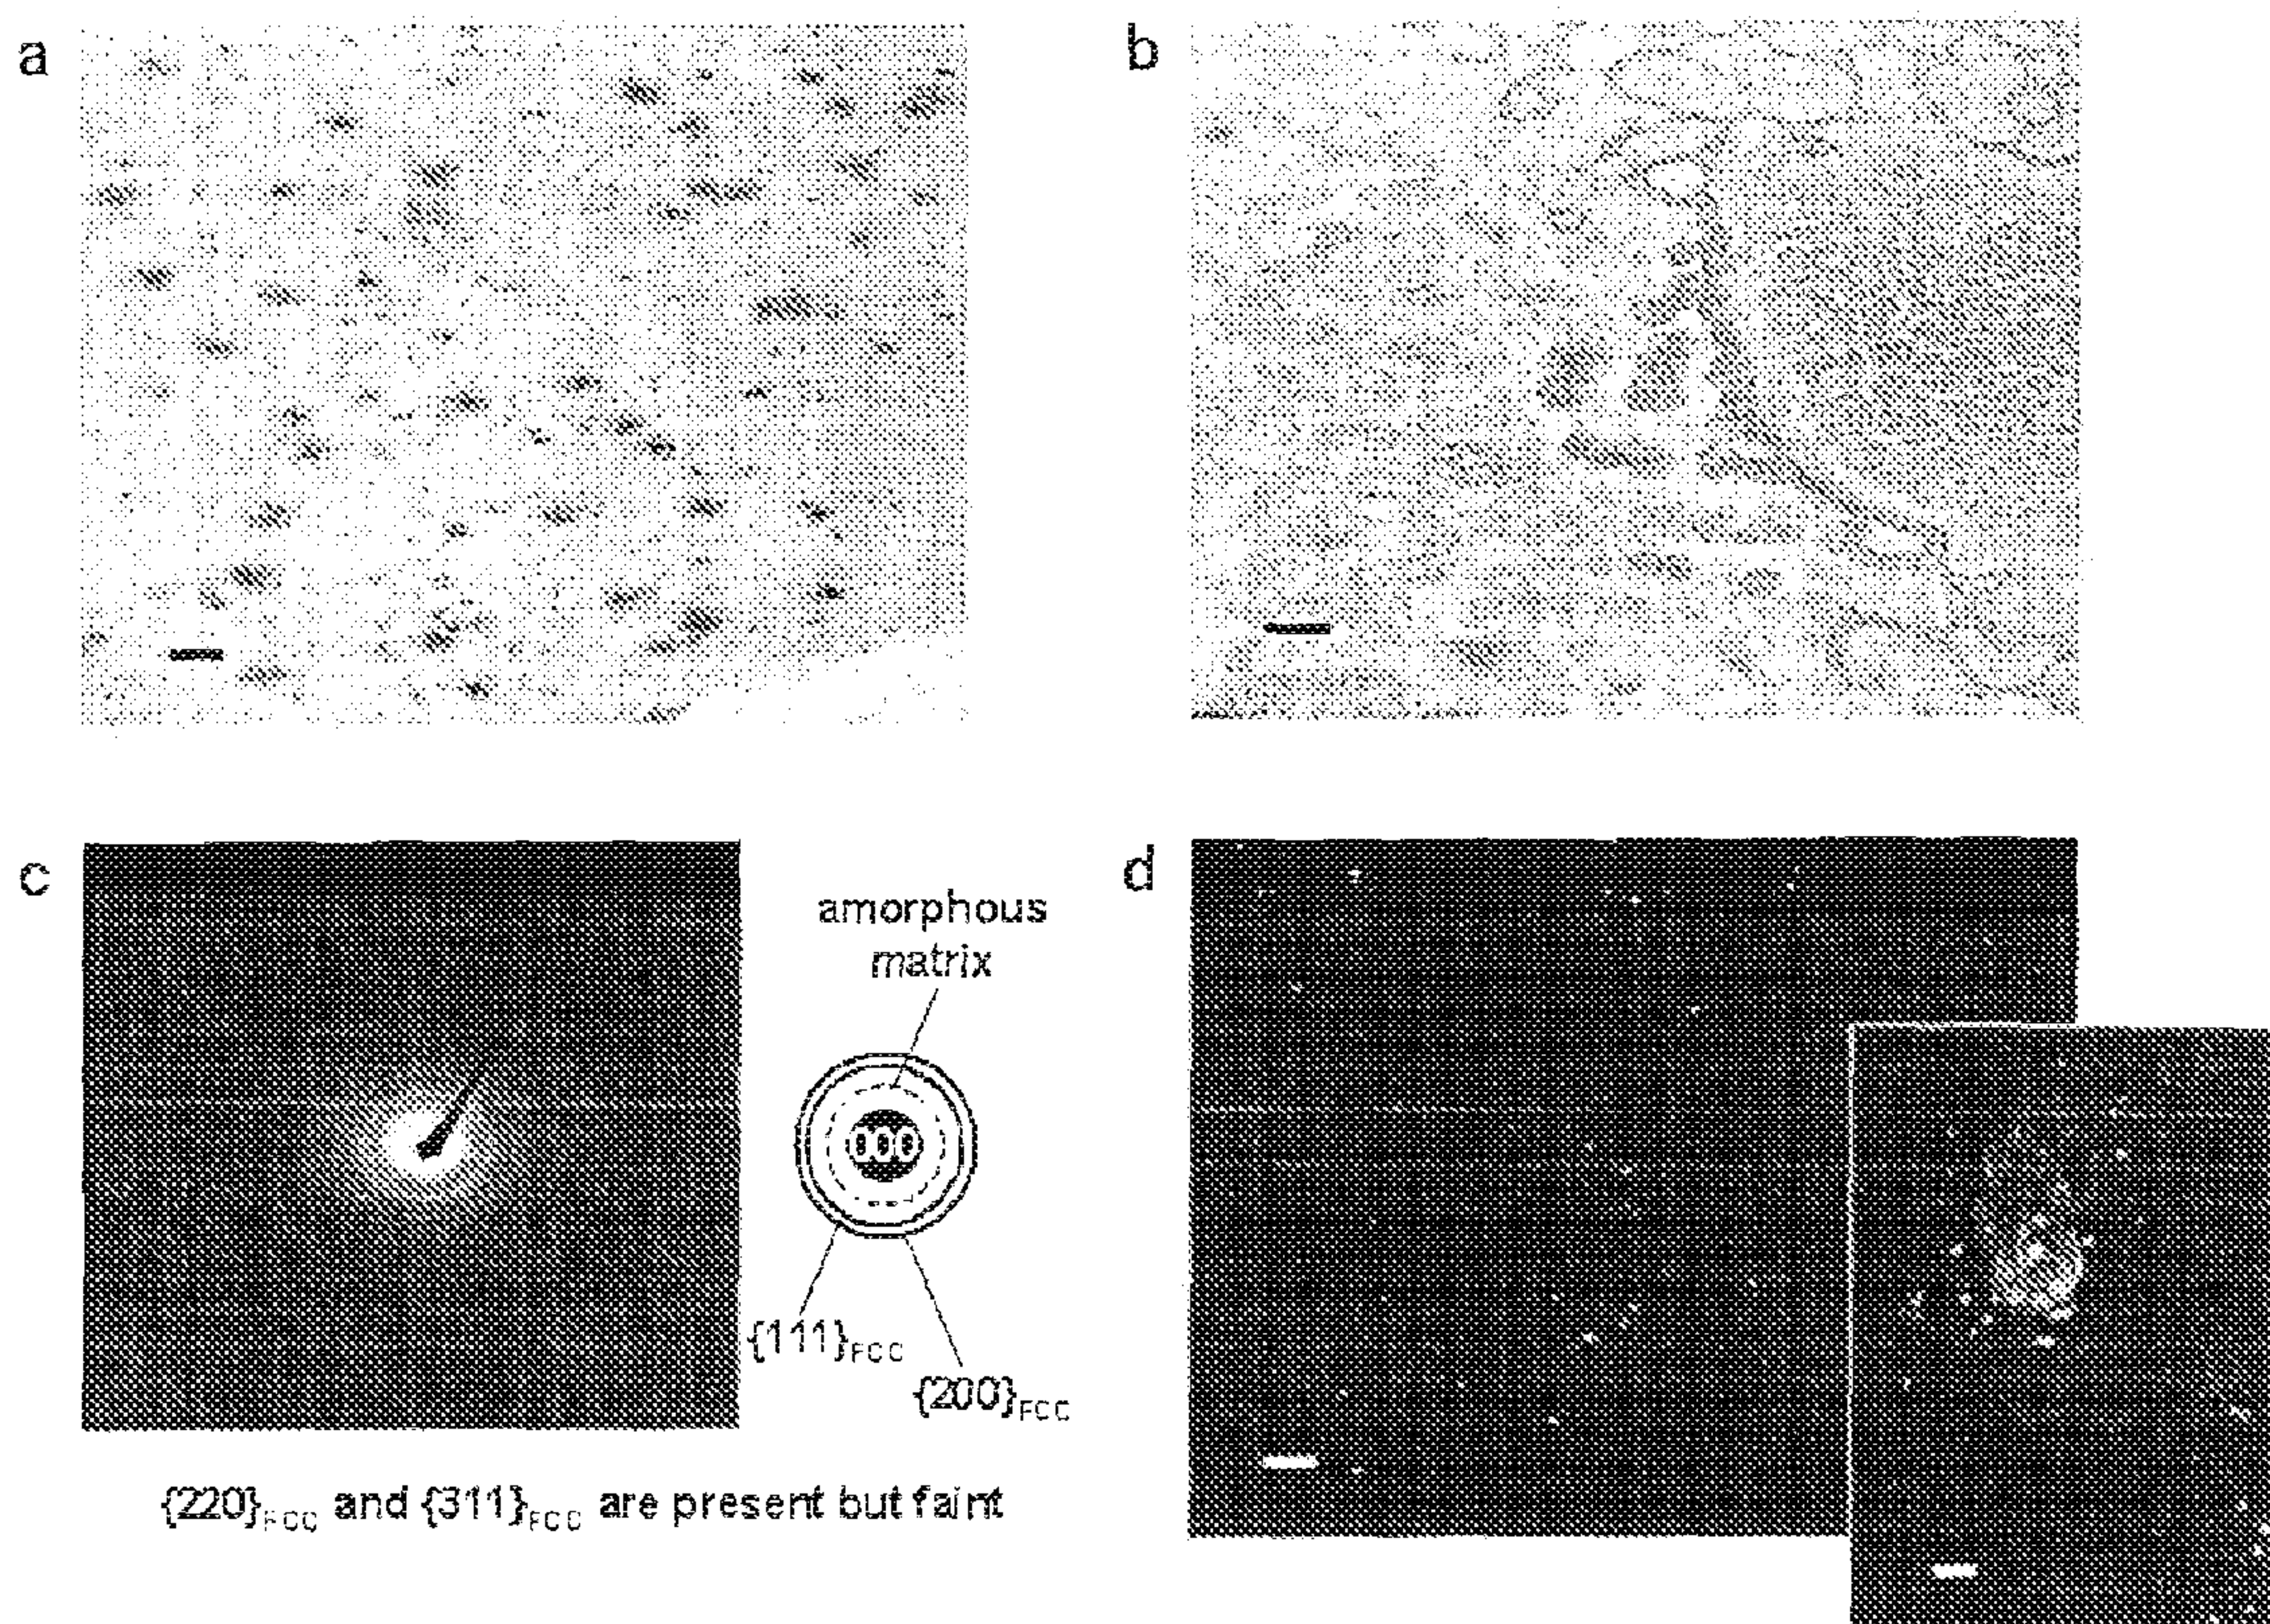 a
b
c
amorphous
matrix
000
{111}FCC
{200}FCC
{220}FCC and {311}FCC are present but faint
d